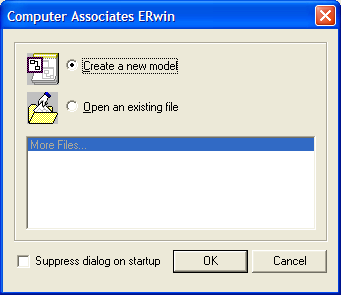 Computer Associates ERwin
Create a new model
Open an existing file
More Files...
Suppress dialog on startup
OK
Cancel